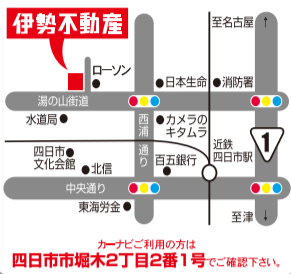 伊勢不動産
至名古屋
ローソン
日本生命
消防署
湯の山街道
水道局
西浦通り
カメラの
キタムラ
1
四日市市
文化会館
北信
百五銀行
近鉄
四日市駅
中央通り
東海労金
至津
カーナビご利用の方は
四日市市堀木2丁目2番1号でご確認下さい。